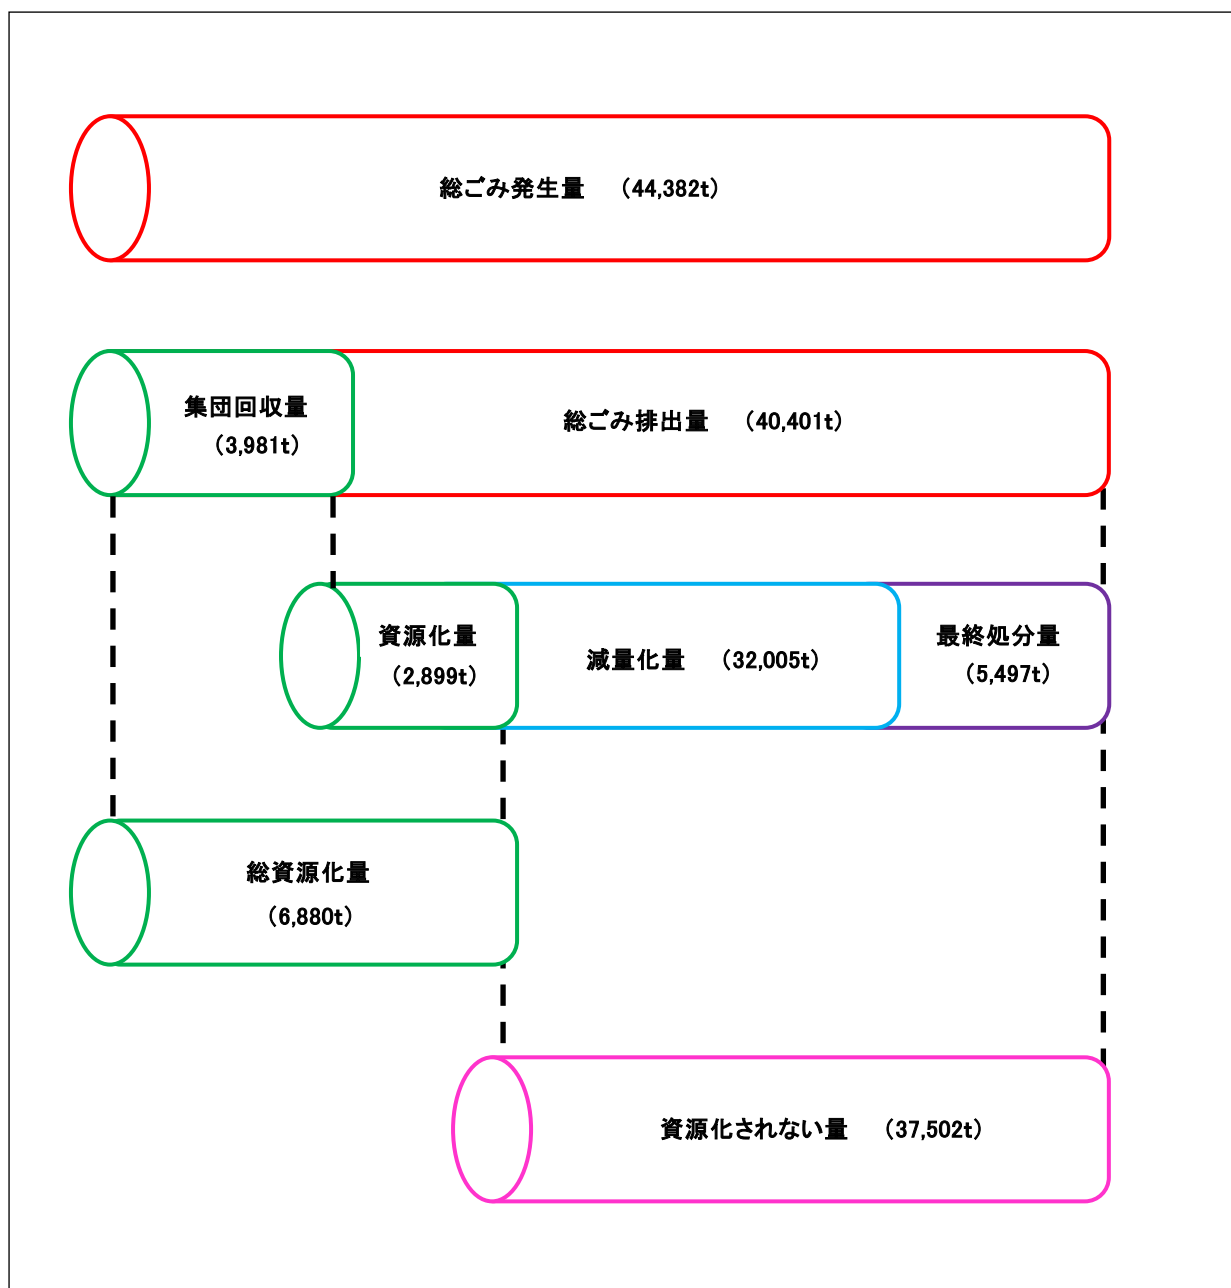 総ごみ発生量 （44,382t）
集団回収量
（3,981t）
総ごみ排出量 （40,401t）
資源化量
（2,899t）
減量化量 （32,005t）
最終処分量
（5,497t）
総資源化量
（6,880t）
資源化されない量 （37,502t）